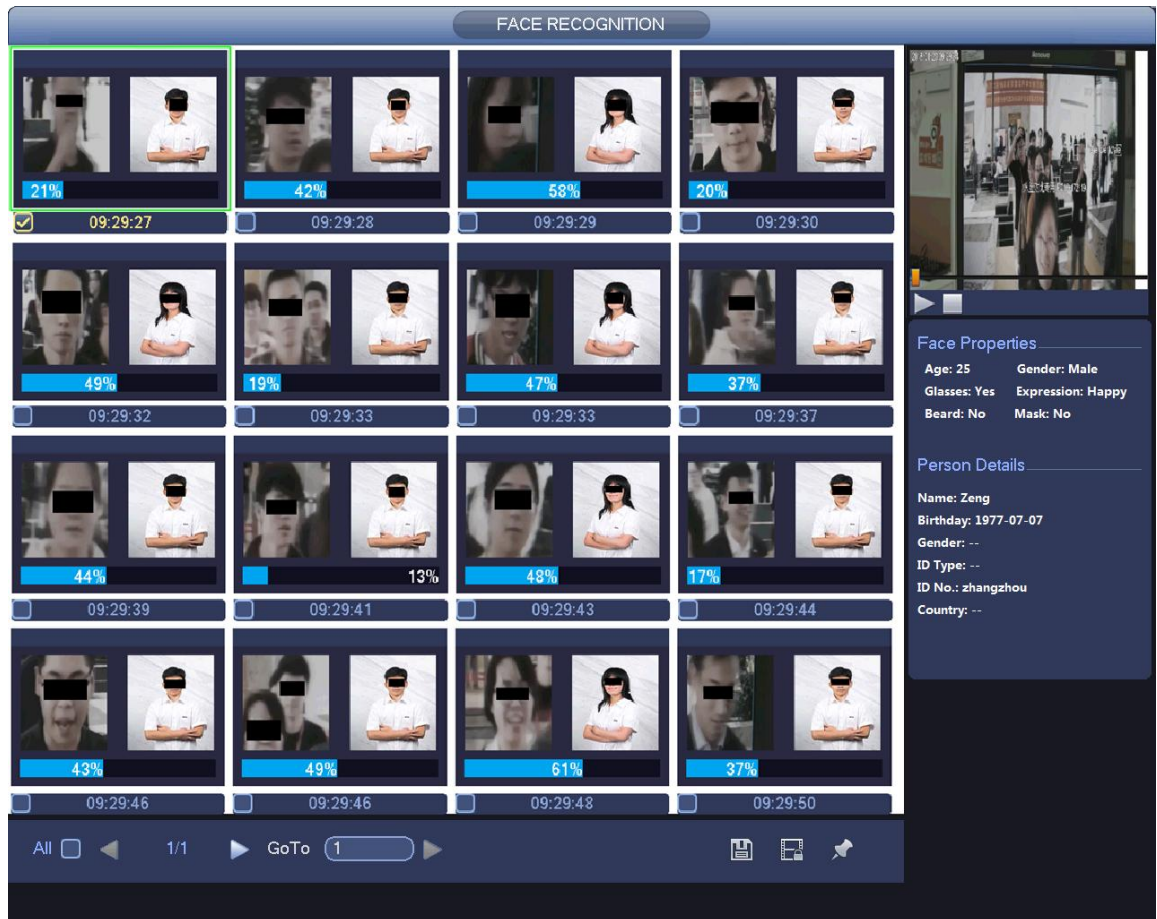 FACE RECOGNITION
21%
42%
58%
20%
09:29:27
09:29:28
09:29:29
09:29:30
49%
19%
47%
37%
09:29:32
09:29:33
09:29:33
09:29:37
44%
13%
48%
17%
09:29:39
09:29:41
09:29:43
09:29:44
43%
49%
61%
37%
09:29:46
09:29:46
09:29:48
09:29:50
All
1/1
GoTo
1
Face Properties
Age: 25 Gender: Male
Glasses: Yes Expression: Happy
Beard: No Mask: No
Person Details
Name: Zeng
Birthday: 1977-07-07
Gender: --
ID Type: --
ID No.: zhangzhou
Country: --